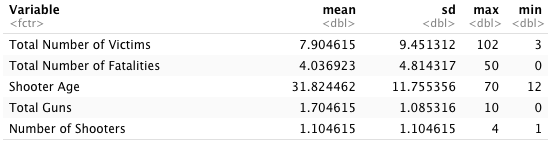 Variable mean sd max min
<fctr> <dbl> <dbl> <dbl> <dbl>
Total Number of Victims 7.904615 9.451312 102 3
Total Number of Fatalities 4.036923 4.814317 50 0
Shooter Age 31.824462 11.755356 70 12
Total Guns 1.704615 1.085316 10 0
Number of Shooters 1.104615 1.104615 4 1